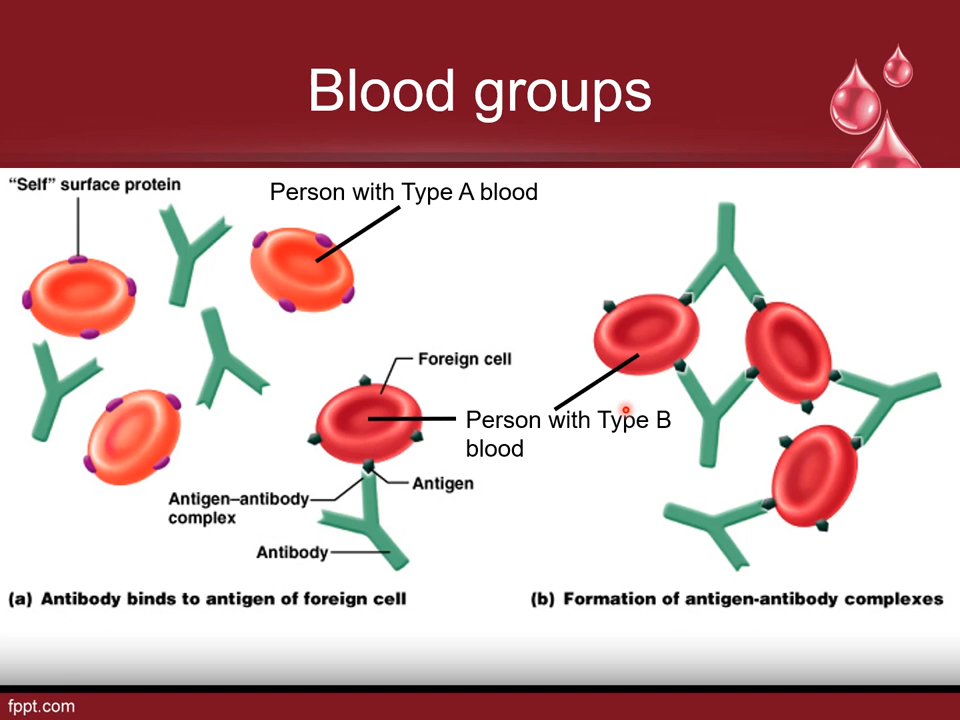 Blood groups
“Self” surface protein
Person with Type A blood
Foreign cell
Person with Type B
blood
Antigen
Antigen–antibody
complex
Antibody
(a) Antibody binds to antigen of foreign cell
(b) Formation of antigen-antibody complexes
fppt.com